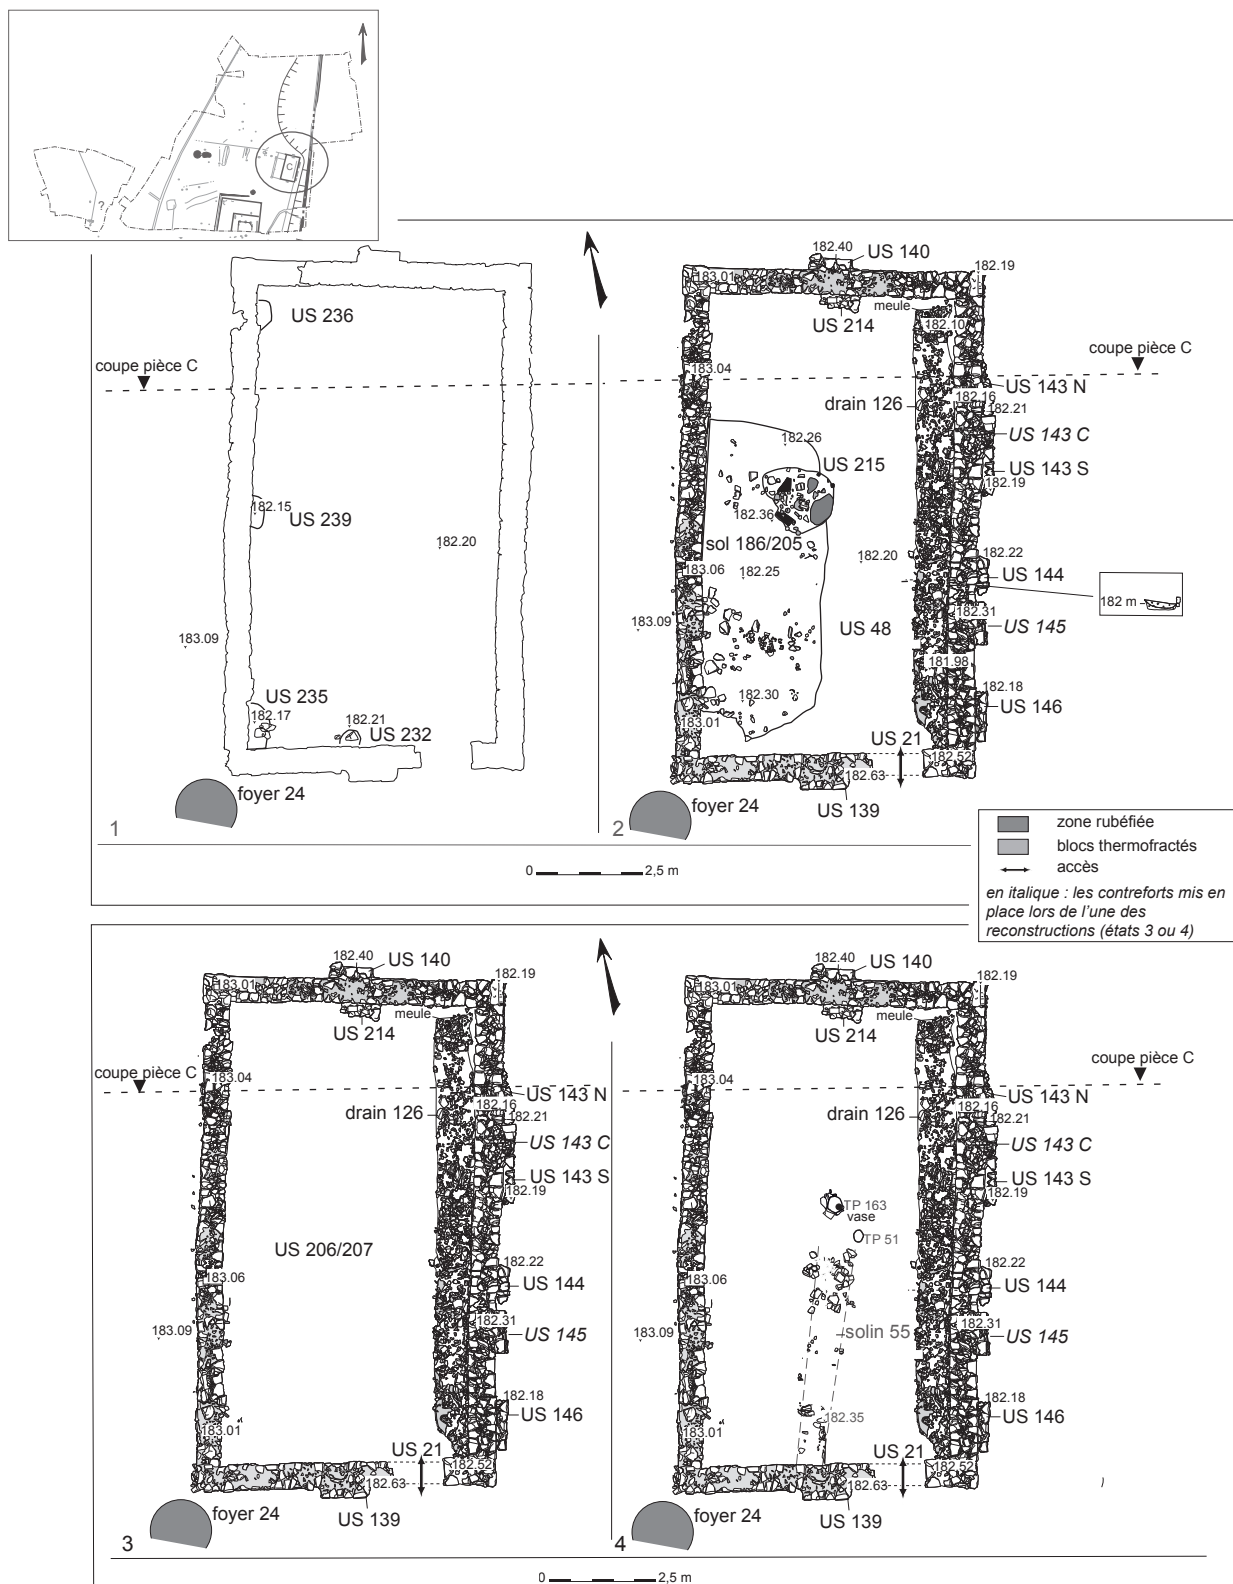 C
?
US 236
coupe pièce C
182.15
US 239
182.20
183.09
US 235
182.17
182.21
US 232
foyer 24
1
182.40
US 140
183.01
182.19
meule
US 214
182.10
coupe pièce C
183.04
US 143 N
drain 126
182.16
182.21
US 143 C
182.26
US 215
US 143 S
182.19
182.36
sol 186/205
182.20
182.22
183.06
182.25
US 144
182 m
182.31
183.09
US 48
US 145
181.98
182.18
182.30
US 146
183.01
US 21
182.52
182.63
foyer 24
US 139
2
0 2,5 m
zone rubéfiée
blocs thermofractés
accès
en italique : les contreforts mis en
place lors de l'une des
reconstructions (états 3 ou 4)
182.40
US 140
183.01
182.19
meule
US 214
coupe pièce C
183.04
US 143 N
drain 126
182.16
182.21
US 143 C
US 143 S
182.19
US 206/207
182.22
183.06
US 144
182.31
183.09
US 145
182.18
US 146
183.01
US 21
182.52
182.63
foyer 24
US 139
3
182.40
US 140
183.01
182.19
meule
US 214
coupe pièce C
183.04
US 143 N
drain 126
182.16
182.21
US 143 C
US 143 S
182.19
TP 163
vase
TP 51
182.22
183.06
US 144
182.31
183.09
solin 55
US 145
182.18
182.35
US 146
183.01
US 21
182.52
182.63
foyer 24
US 139
4
0 2,5 m